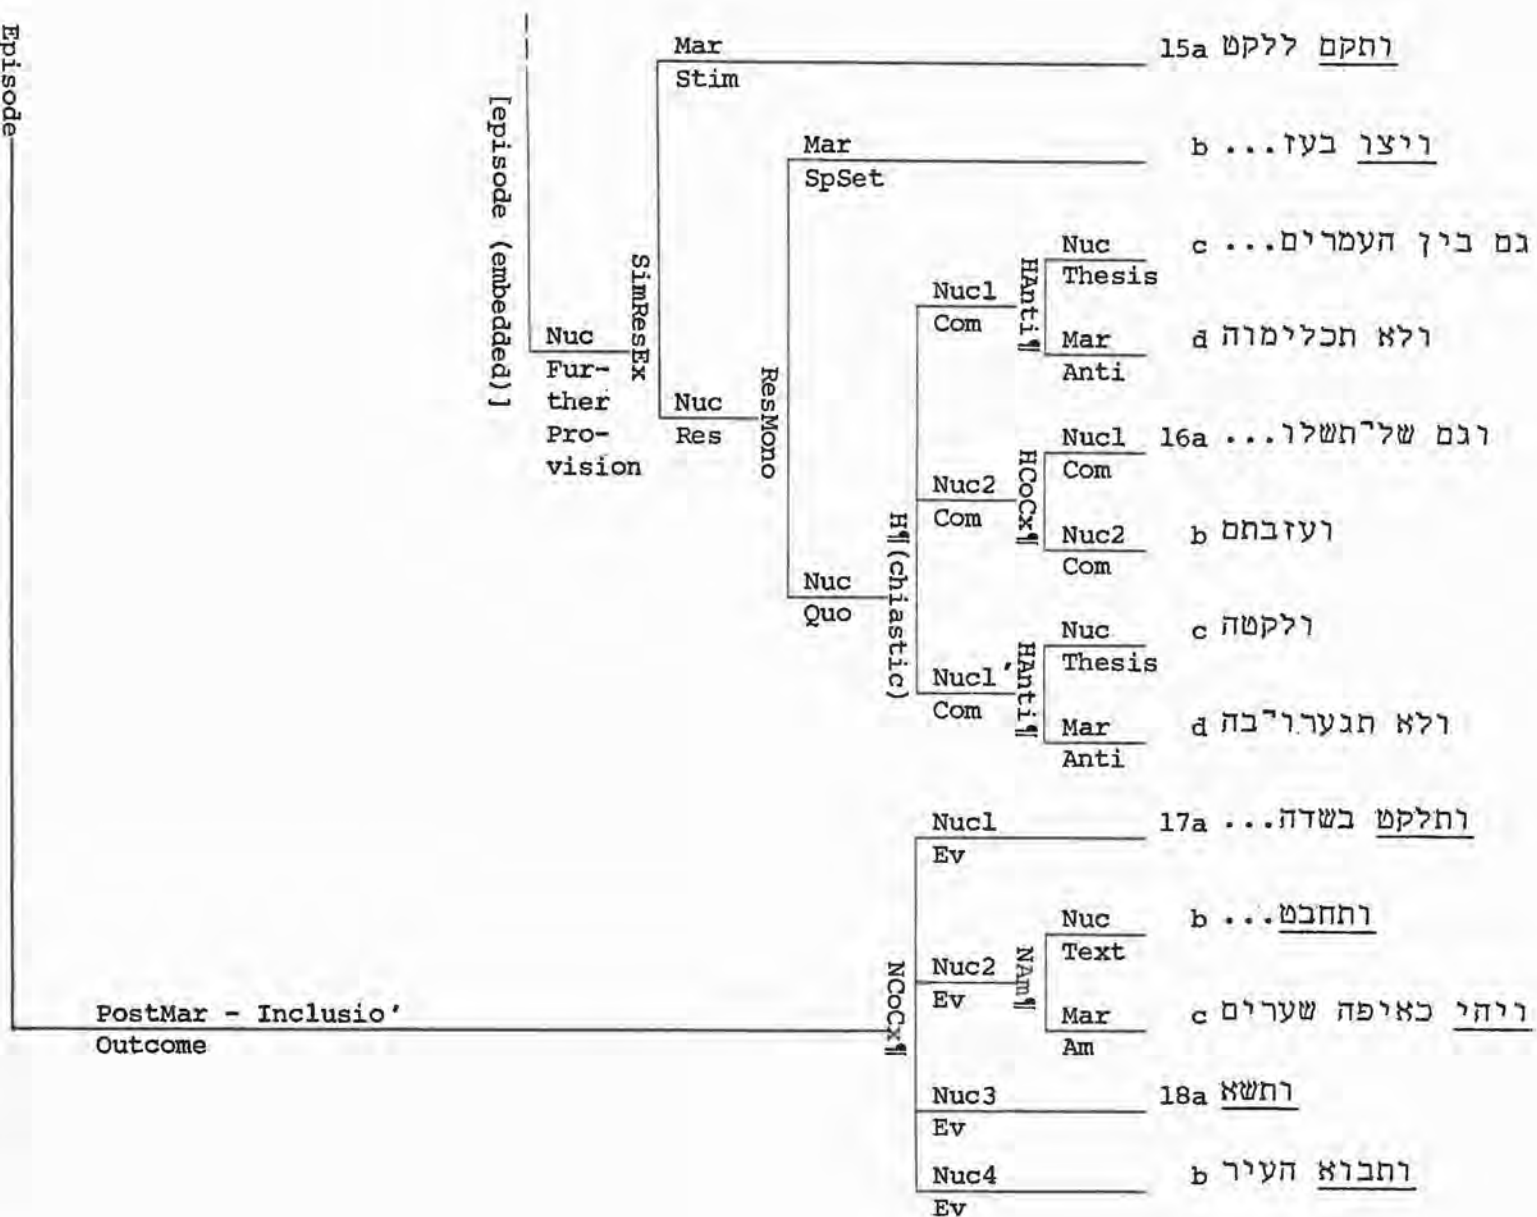 Episode
[episode (embedded)]
Nuc
Fur-
ther
Pro-
vision
SimResEx
Mar
Stim
15a ותקם ללקט
Nuc
Res
ResMono
Mar
SpSet
b ויצו בעז...
Nuc
Quo
H¶(chiastic)
Nuc1
Com
HAnti¶
Nuc
Thesis
c גם בין העמרים...
Mar
Anti
d ולא תכלימוה
Nuc2
Com
HCoCx¶
Nuc1
Com
16a וגם של־תשלו...
Nuc2
Com
b ועזבתם
Nuc1'
Com
HAnti¶
Nuc
Thesis
c ולקטה
Mar
Anti
d ולא תגערו־בה
PostMar - Inclusio'
Outcome
NCoCx¶
Nuc1
Ev
17a ותלקט בשדה...
Nuc2
Ev
NAm¶
Nuc
Text
b ותחבט...
Mar
Am
c ויהי כאיפה שערים
Nuc3
Ev
18a ותשא
Nuc4
Ev
b ותבוא העיר